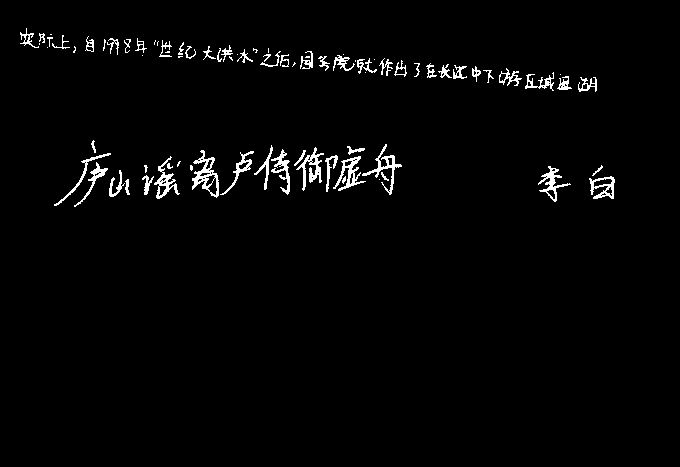 实际上，自1998年“世纪大洪水”之后，国务院就作出了在长江中下游区域退湖
庐山谣寄卢侍御虚舟 李白